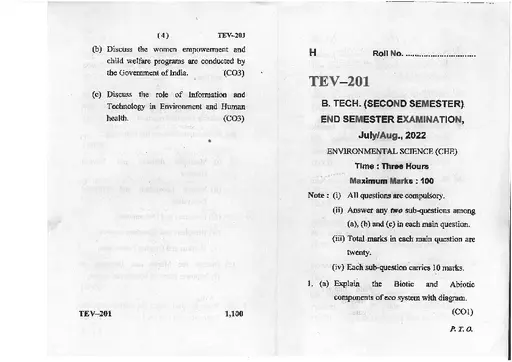 ( 4 ) TEV–201
(b) Discuss the women empowerment and
child welfare programs are conducted by
the Government of India. (CO3)
(c) Discuss the role of Information and
Technology in Environment and Human
health. (CO3)
TEV–201 1,100
H Roll No. ..............................
TEV–201
B. TECH. (SECOND SEMESTER)
END SEMESTER EXAMINATION,
July/Aug., 2022
ENVIRONMENTAL SCIENCE (CHE)
Time : Three Hours
Maximum Marks : 100
Note : (i) All questions are compulsory.
(ii) Answer any two sub-questions among
(a), (b) and (c) in each main question.
(iii) Total marks in each main question are
twenty.
(iv) Each sub-question carries 10 marks.
1. (a) Explain the Biotic and Abiotic
components of eco system with diagram.
(CO1)
P. T. O.